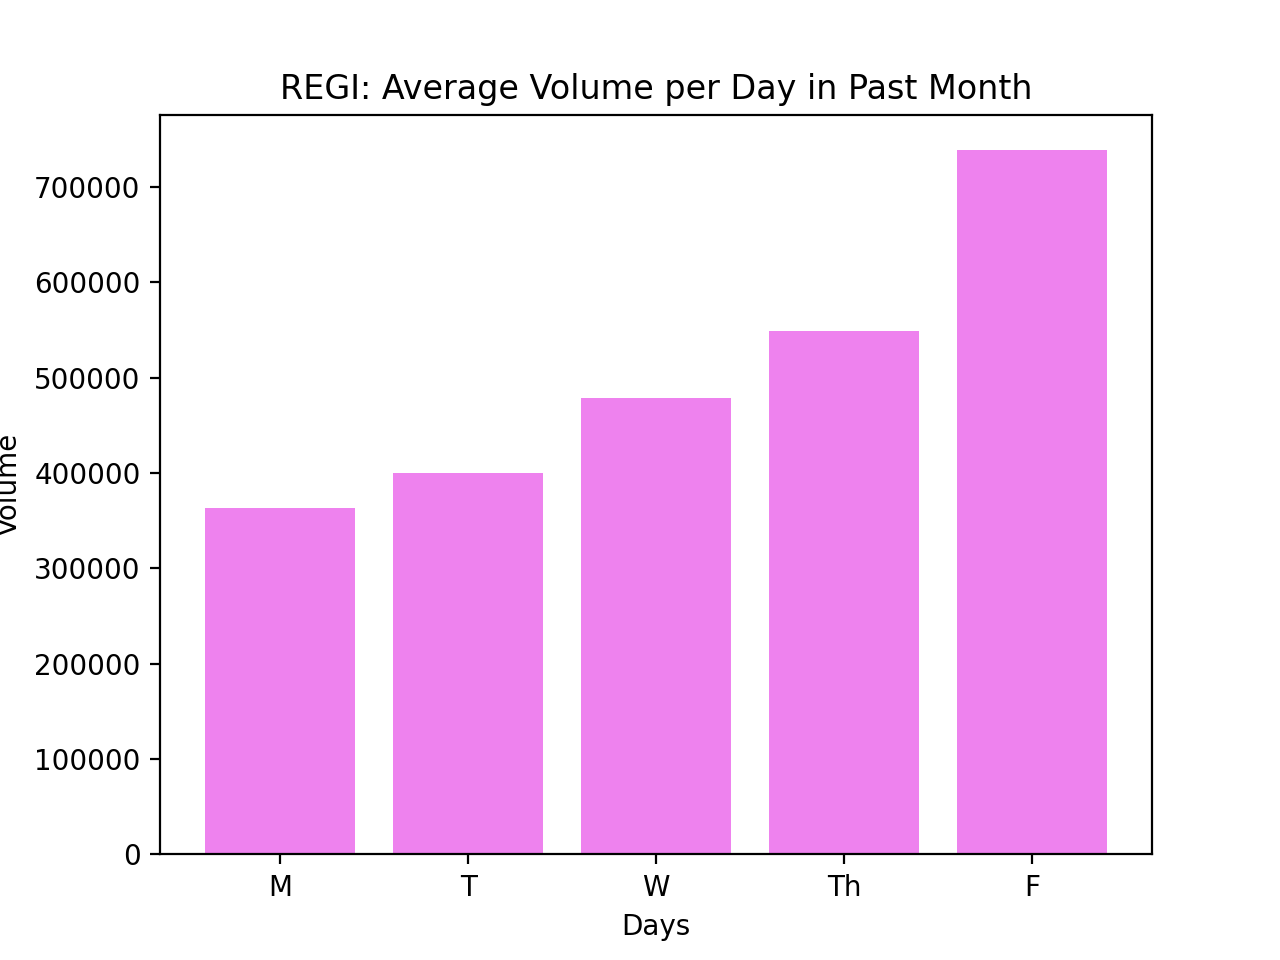 REGI: Average Volume per Day in Past Month
Volume
700000
600000
500000
400000
300000
200000
100000
0
M T W Th F
Days